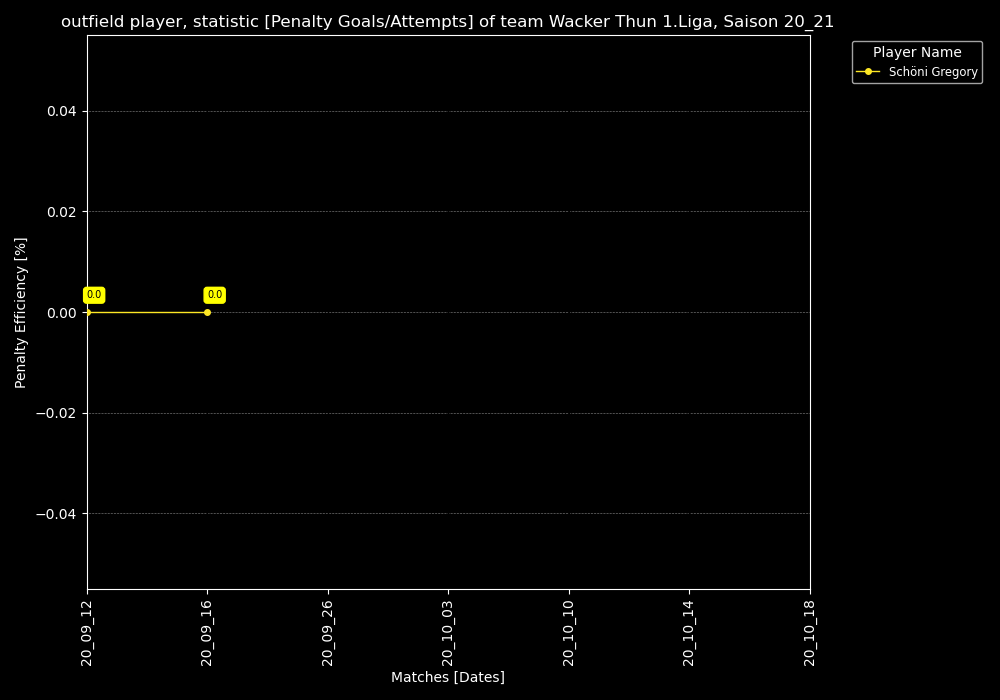 outfield player, statistic [Penalty Goals/Attempts] of team Wacker Thun 1.Liga, Saison 20_21
Player Name
Schöni Gregory
Penalty Efficiency [%]
0.04
0.02
0.00
−0.02
−0.04
0.0
0.0
20_09_12
20_09_16
20_09_26
20_10_03
20_10_10
20_10_14
20_10_18
Matches [Dates]